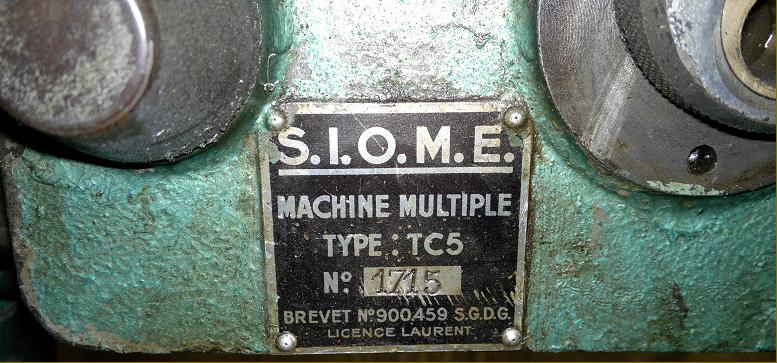 S.I.O.M.E.
MACHINE MULTIPLE
TYPE : TC5
N° 1715
BREVET N°900.459 S.G.D.G.
LICENCE LAURENT